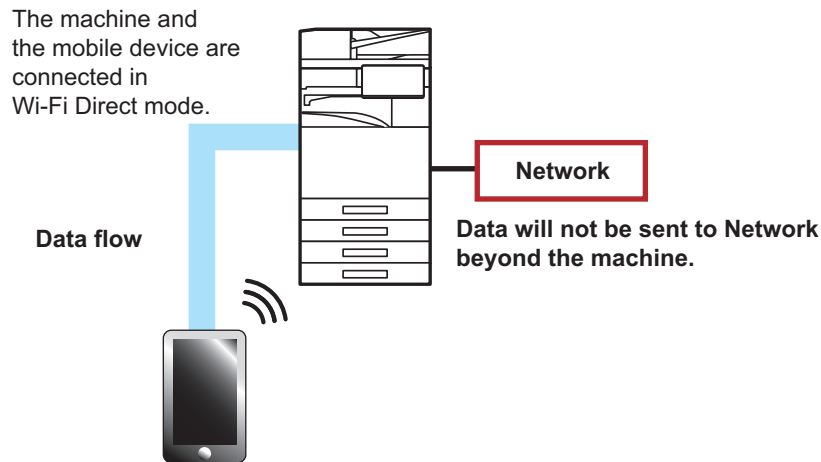 The machine and
the mobile device are
connected in
Wi-Fi Direct mode.
Network
Data flow
Data will not be sent to Network
beyond the machine.